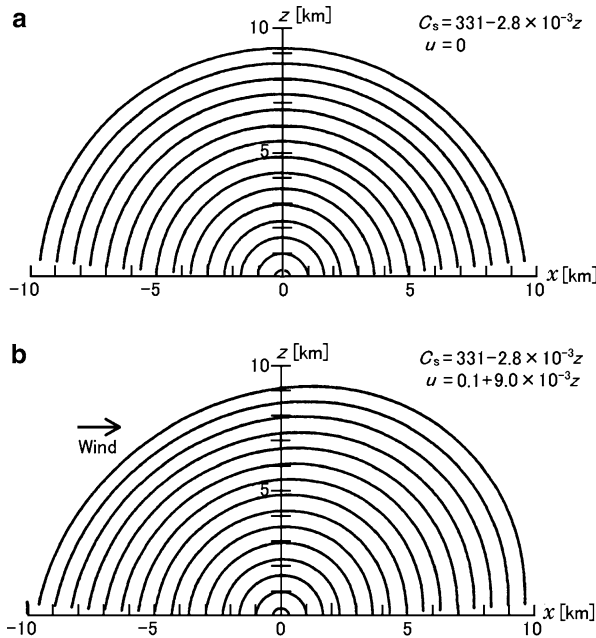 a
z [km]
10
Cs = 331−2.8 × 10⁻³z
u = 0
5
−10
−5
0
5
10
x [km]
b
z [km]
10
Cs = 331−2.8 × 10⁻³z
u = 0.1+9.0 × 10⁻³z
Wind
5
−10
−5
0
5
10
x [km]